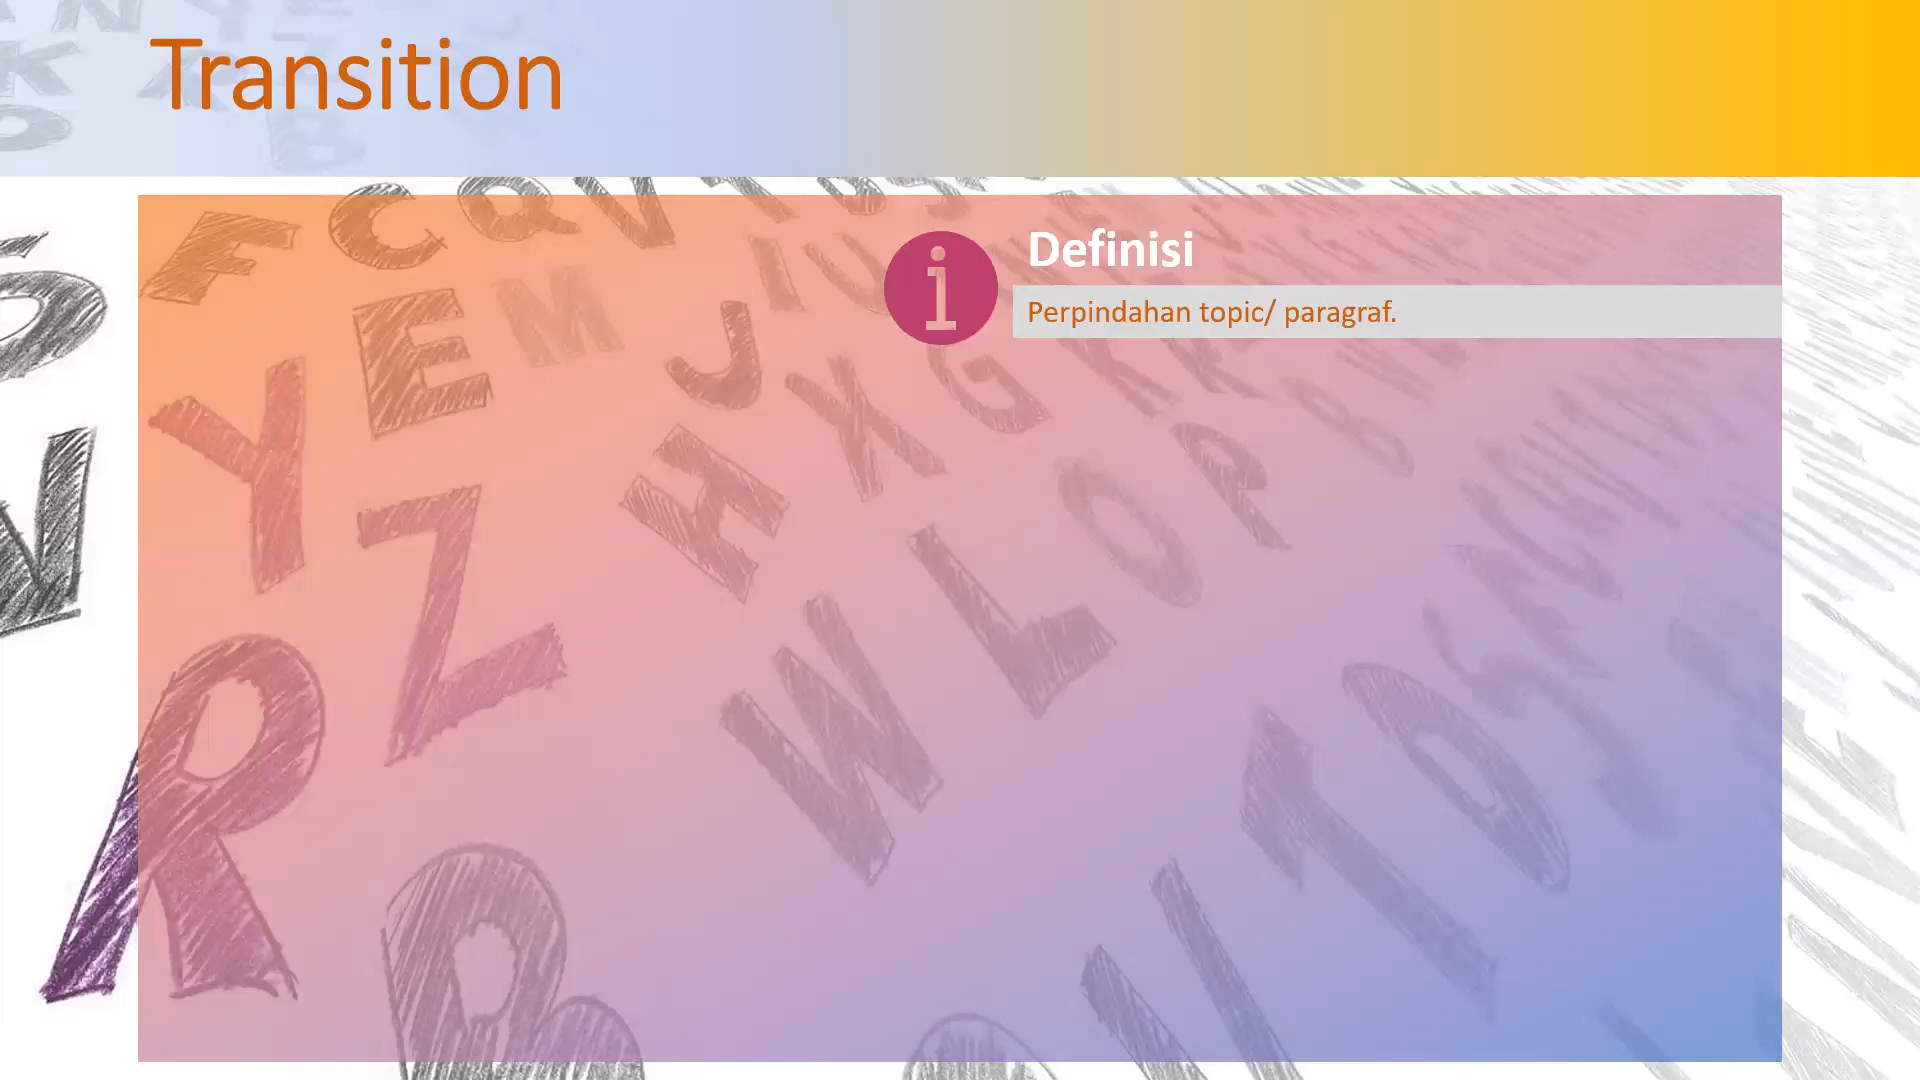 Transition
Definisi
Perpindahan topic/ paragraf.